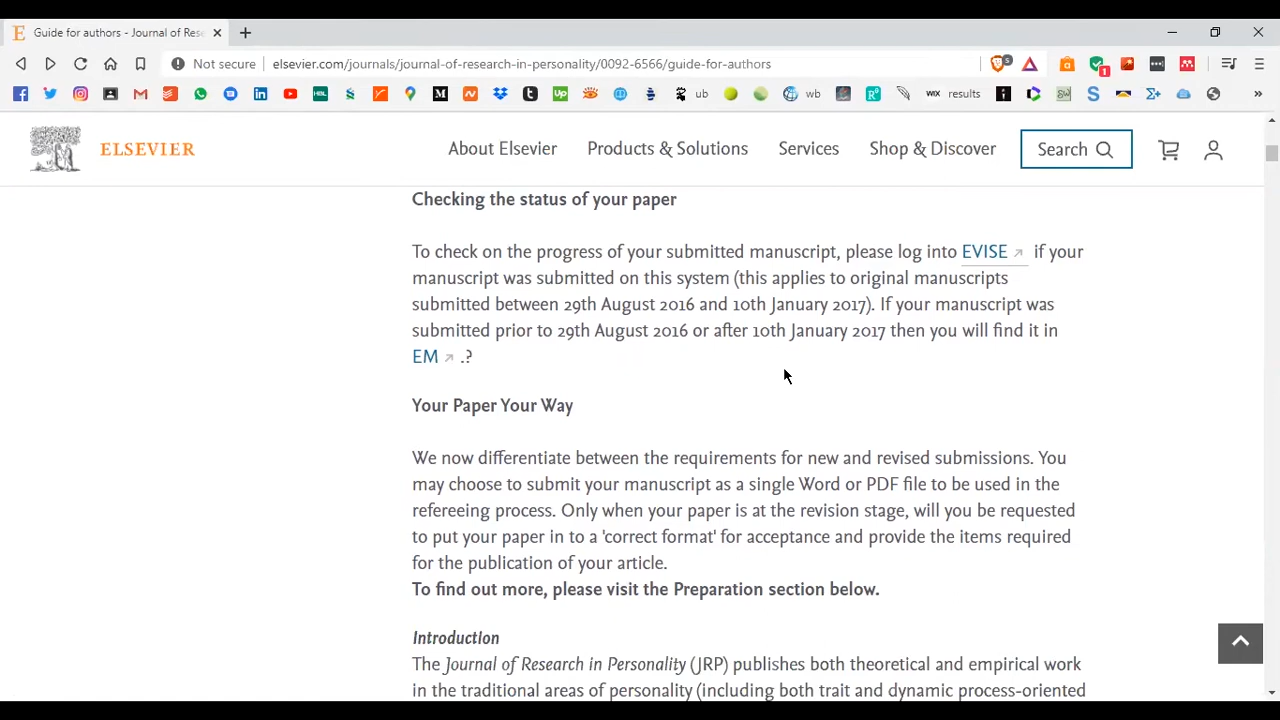 Guide for authors - Journal of Rese
Not secure
elsevier.com/journals/journal-of-research-in-personality/0092-6566/guide-for-authors
ub
wb
WIX results
ELSEVIER
About Elsevier
Products & Solutions
Services
Shop & Discover
Search
Checking the status of your paper
To check on the progress of your submitted manuscript, please log into EVISE if your
manuscript was submitted on this system (this applies to original manuscripts
submitted between 29th August 2016 and 10th January 2017). If your manuscript was
submitted prior to 29th August 2016 or after 10th January 2017 then you will find it in
EM .?
Your Paper Your Way
We now differentiate between the requirements for new and revised submissions. You
may choose to submit your manuscript as a single Word or PDF file to be used in the
refereeing process. Only when your paper is at the revision stage, will you be requested
to put your paper in to a 'correct format' for acceptance and provide the items required
for the publication of your article.
To find out more, please visit the Preparation section below.
Introduction
The Journal of Research in Personality (JRP) publishes both theoretical and empirical work
in the traditional areas of personality (including both trait and dynamic process-oriented